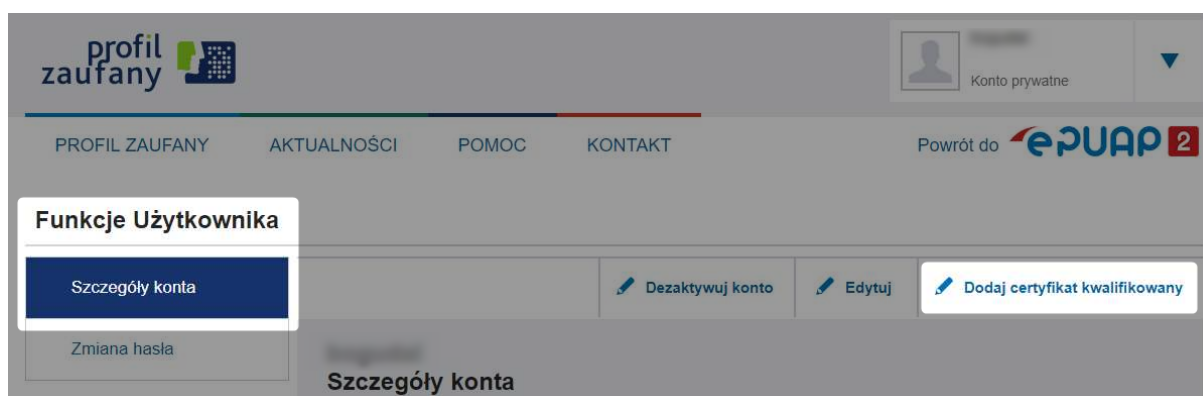 profil
zaufany
Konto prywatne
PROFIL ZAUFANY AKTUALNOŚCI POMOC KONTAKT Powrót do ePUAP 2
Funkcje Użytkownika
Szczegóły konta Dezaktywuj konto Edytuj Dodaj certyfikat kwalifikowany
Zmiana hasła
Szczegóły konta